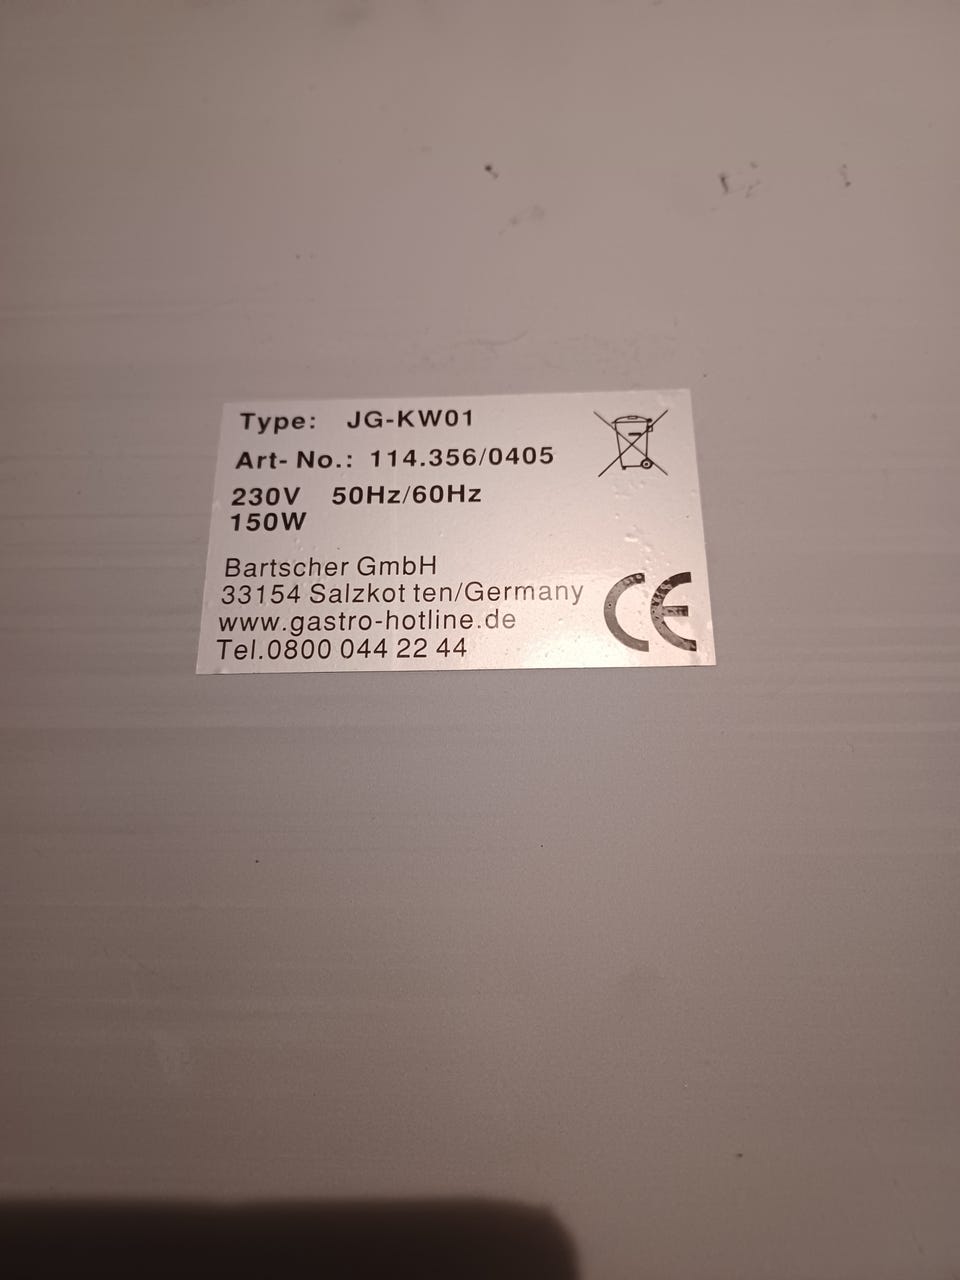 Type: JG-KW01
Art- No.: 114.356/0405
230V 50Hz/60Hz
150W
Bartscher GmbH
33154 Salzkot ten/Germany
www.gastro-hotline.de
Tel.0800 044 22 44
CE